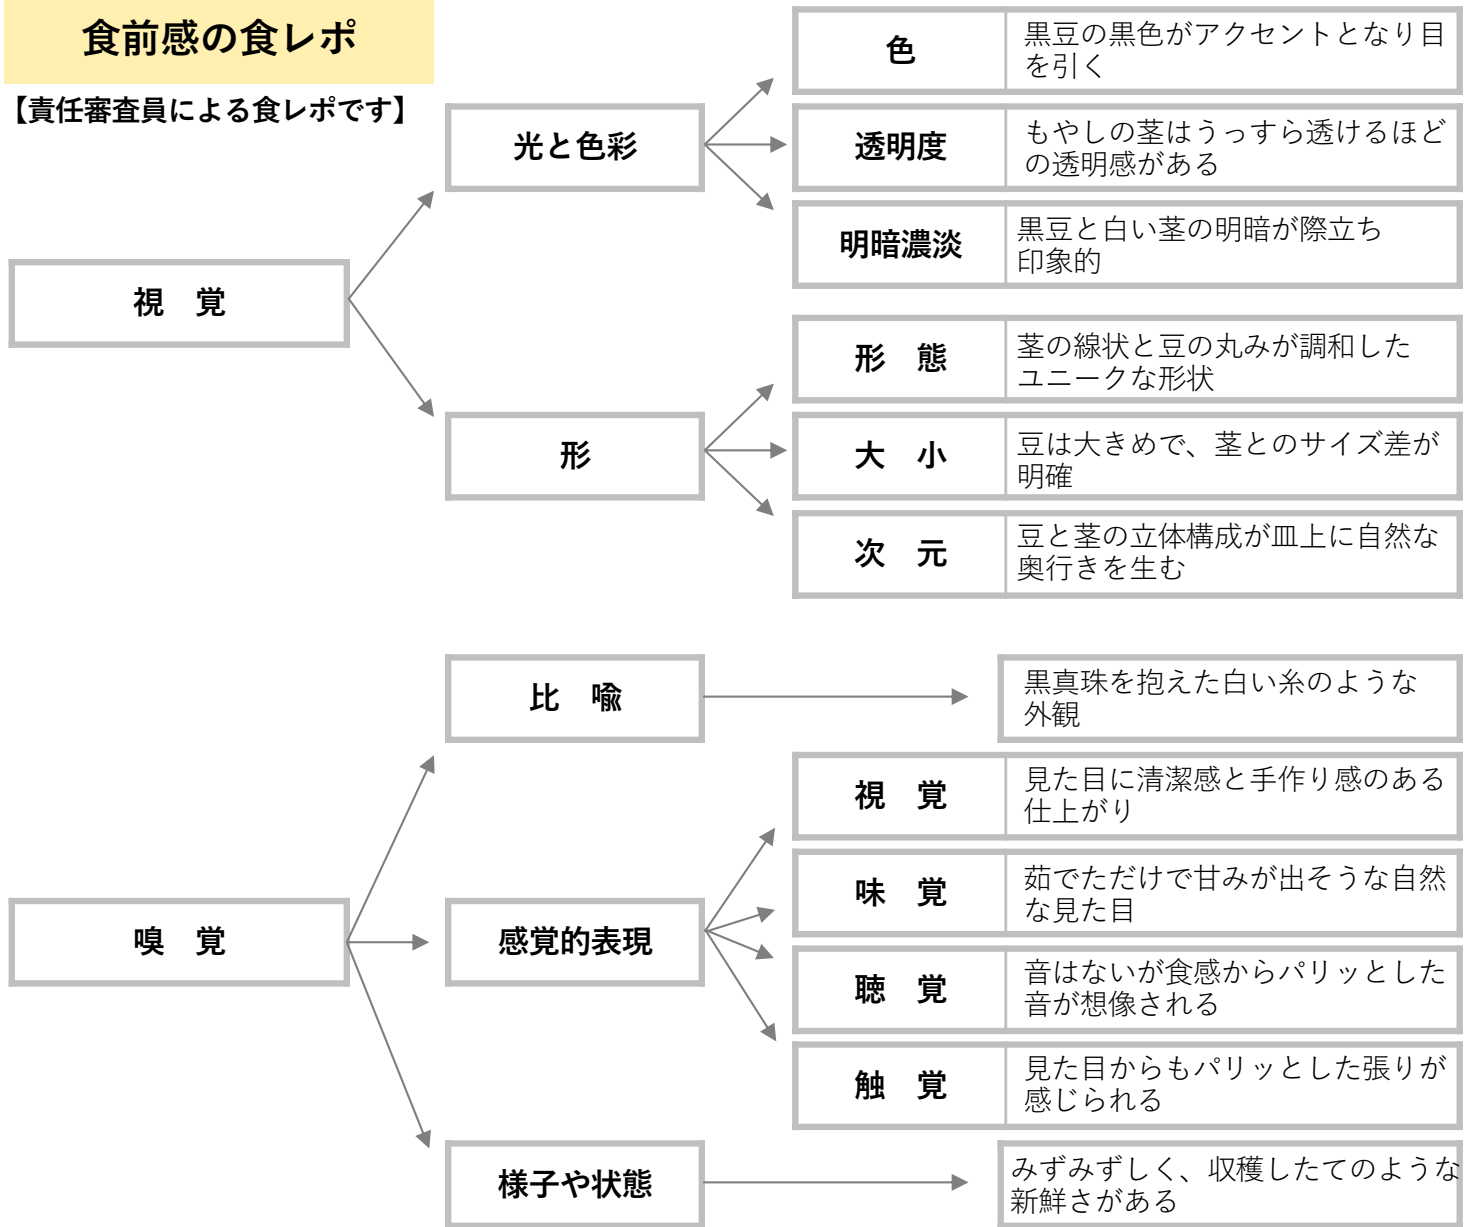 食前感の食レポ
【責任審査員による食レポです】
視　覚
光と色彩
色
黒豆の黒色がアクセントとなり目
を引く
透明度
もやしの茎はうっすら透けるほど
の透明感がある
明暗濃淡
黒豆と白い茎の明暗が際立ち
印象的
形
形　態
茎の線状と豆の丸みが調和した
ユニークな形状
大　小
豆は大きめで、茎とのサイズ差が
明確
次　元
豆と茎の立体構成が皿上に自然な
奥行きを生む
嗅　覚
比　喩
黒真珠を抱えた白い糸のような
外観
感覚的表現
視　覚
見た目に清潔感と手作り感のある
仕上がり
味　覚
茹でただけで甘みが出そうな自然
な見た目
聴　覚
音はないが食感からパリッとした
音が想像される
触　覚
見た目からもパリッとした張りが
感じられる
様子や状態
みずみずしく、収穫したてのような
新鮮さがある